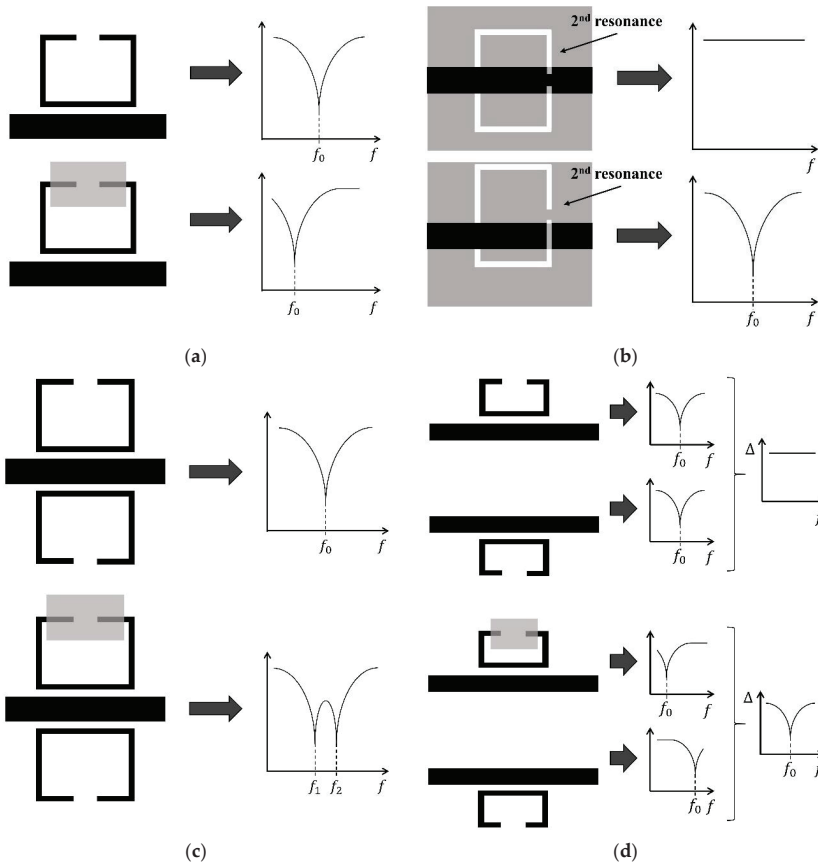 f₀
f
f₀
f
(a)
2nd resonance
f
2nd resonance
f₀
f
(b)
f₀
f
f₁ f₂ f
(c)
f₀ f
Δ
f
f₀ f
f₀ f
Δ
f₀ f
f₀ f
(d)